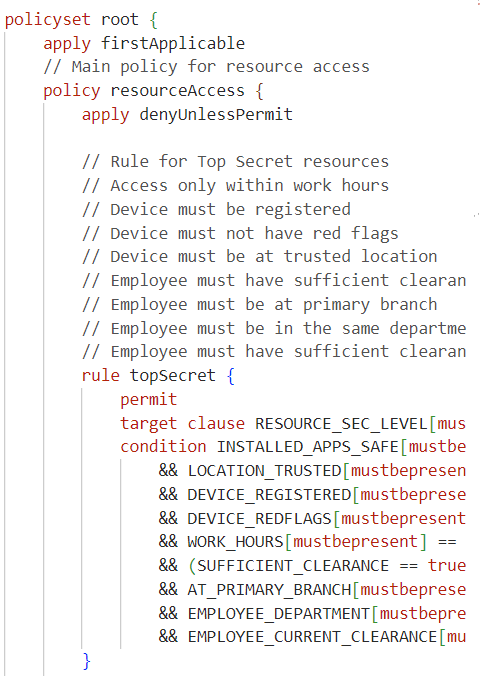 policyset root {
    apply firstApplicable
    // Main policy for resource access
    policy resourceAccess {
        apply denyUnlessPermit

        // Rule for Top Secret resources
        // Access only within work hours
        // Device must be registered
        // Device must not have red flags
        // Device must be at trusted location
        // Employee must have sufficient clearan
        // Employee must be at primary branch
        // Employee must be in the same departme
        // Employee must have sufficient clearan
        rule topSecret {
            permit
            target clause RESOURCE_SEC_LEVEL[mus
            condition INSTALLED_APPS_SAFE[mustbe
                && LOCATION_TRUSTED[mustbepresen
                && DEVICE_REGISTERED[mustbeprese
                && DEVICE_REDFLAGS[mustbepresent
                && WORK_HOURS[mustbepresent] ==
                && (SUFFICIENT_CLEARANCE == true
                && AT_PRIMARY_BRANCH[mustbeprese
                && EMPLOYEE_DEPARTMENT[mustbepre
                && EMPLOYEE_CURRENT_CLEARANCE[mu
        }